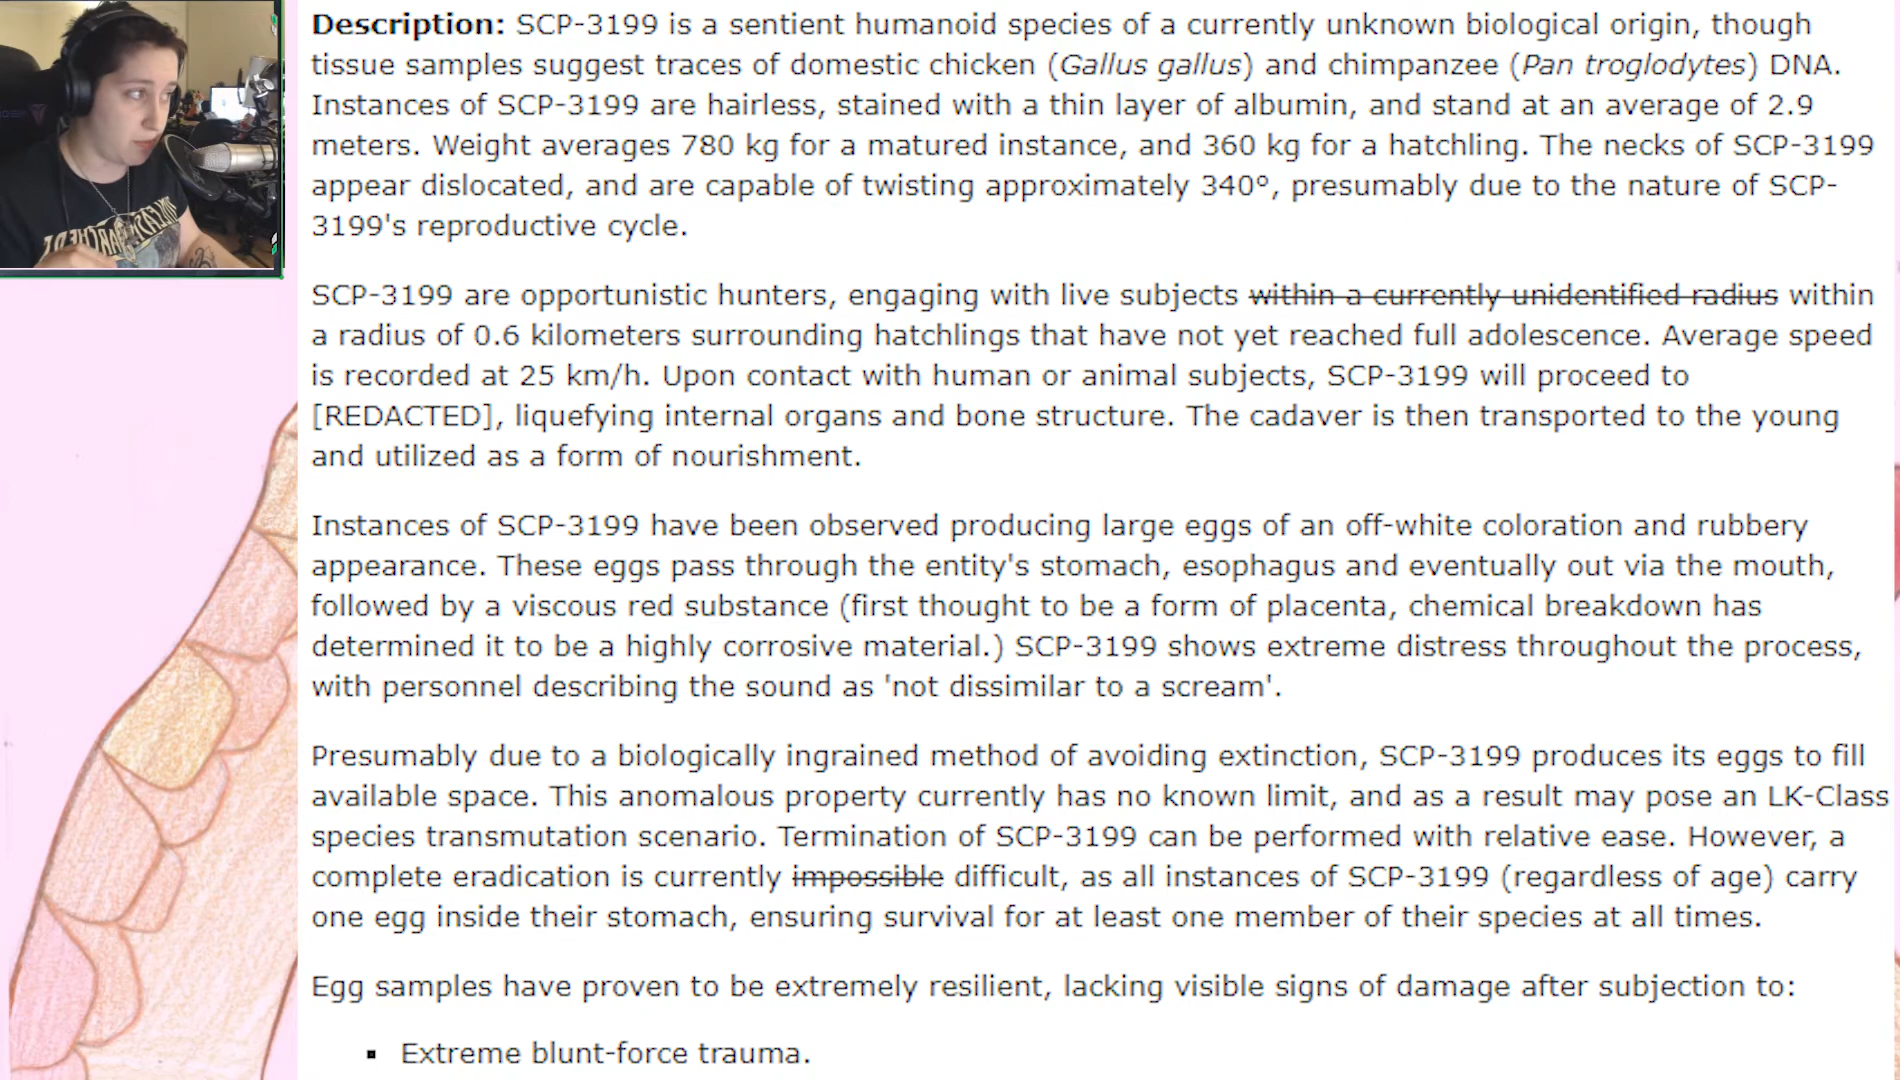 Description: SCP-3199 is a sentient humanoid species of a currently unknown biological origin, though
tissue samples suggest traces of domestic chicken (Gallus gallus) and chimpanzee (Pan troglodytes) DNA.
Instances of SCP-3199 are hairless, stained with a thin layer of albumin, and stand at an average of 2.9
meters. Weight averages 780 kg for a matured instance, and 360 kg for a hatchling. The necks of SCP-3199
appear dislocated, and are capable of twisting approximately 340°, presumably due to the nature of SCP-
3199's reproductive cycle.
SCP-3199 are opportunistic hunters, engaging with live subjects within a currently unidentified radius within
a radius of 0.6 kilometers surrounding hatchlings that have not yet reached full adolescence. Average speed
is recorded at 25 km/h. Upon contact with human or animal subjects, SCP-3199 will proceed to
[REDACTED], liquefying internal organs and bone structure. The cadaver is then transported to the young
and utilized as a form of nourishment.
Instances of SCP-3199 have been observed producing large eggs of an off-white coloration and rubbery
appearance. These eggs pass through the entity's stomach, esophagus and eventually out via the mouth,
followed by a viscous red substance (first thought to be a form of placenta, chemical breakdown has
determined it to be a highly corrosive material.) SCP-3199 shows extreme distress throughout the process,
with personnel describing the sound as 'not dissimilar to a scream'.
Presumably due to a biologically ingrained method of avoiding extinction, SCP-3199 produces its eggs to fill
available space. This anomalous property currently has no known limit, and as a result may pose an LK-Class
species transmutation scenario. Termination of SCP-3199 can be performed with relative ease. However, a
complete eradication is currently impossible difficult, as all instances of SCP-3199 (regardless of age) carry
one egg inside their stomach, ensuring survival for at least one member of their species at all times.
Egg samples have proven to be extremely resilient, lacking visible signs of damage after subjection to:
▪ Extreme blunt-force trauma.